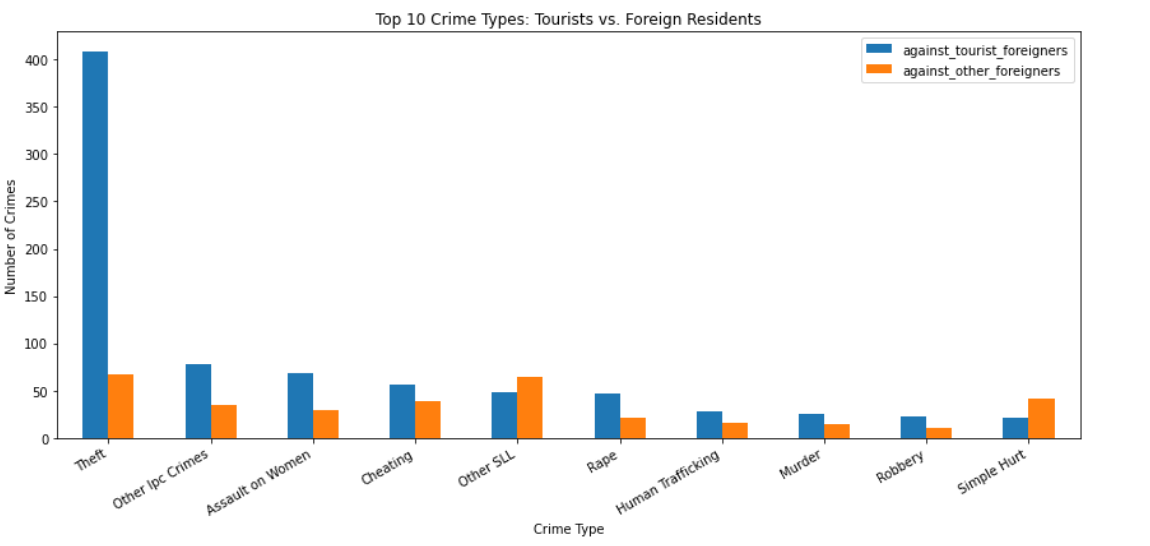 Top 10 Crime Types: Tourists vs. Foreign Residents
against_tourist_foreigners
against_other_foreigners
Number of Crimes
400
350
300
250
200
150
100
50
0
Theft
Other Ipc Crimes
Assault on Women
Cheating
Other SLL
Rape
Human Trafficking
Murder
Robbery
Simple Hurt
Crime Type